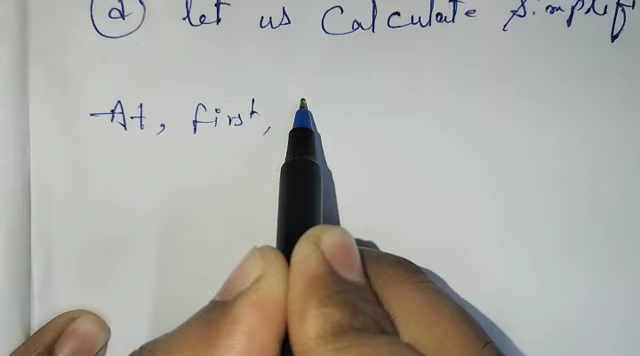 (d) let us Calculate Simplif
At, first,